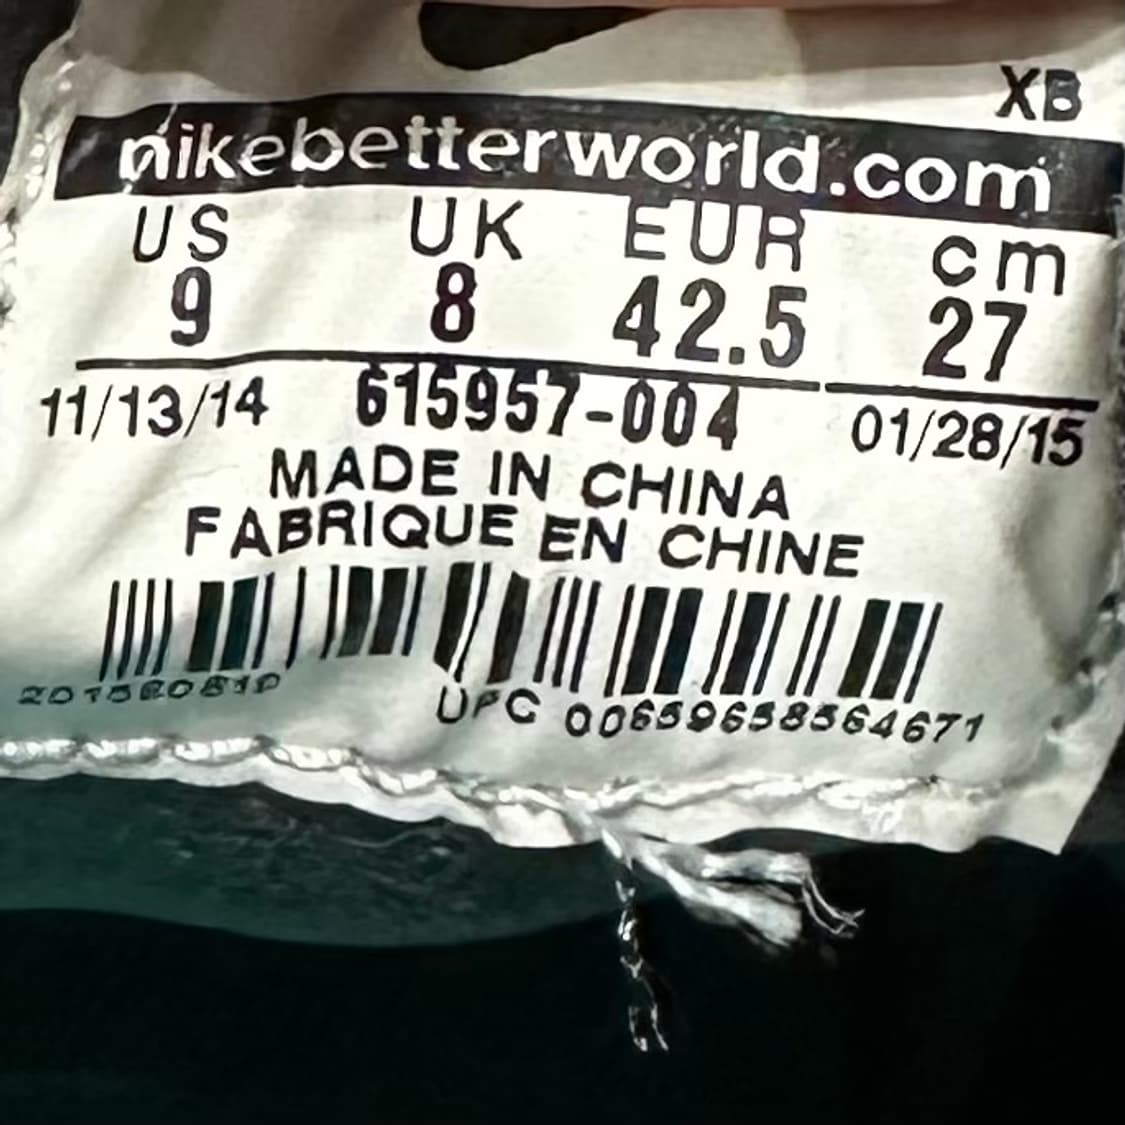 XB
nikebetterworld.com
US UK EUR cm
9 8 42.5 27
11/13/14 615957-004 01/28/15
MADE IN CHINA
FABRIQUE EN CHINE
UPC 00659658564671